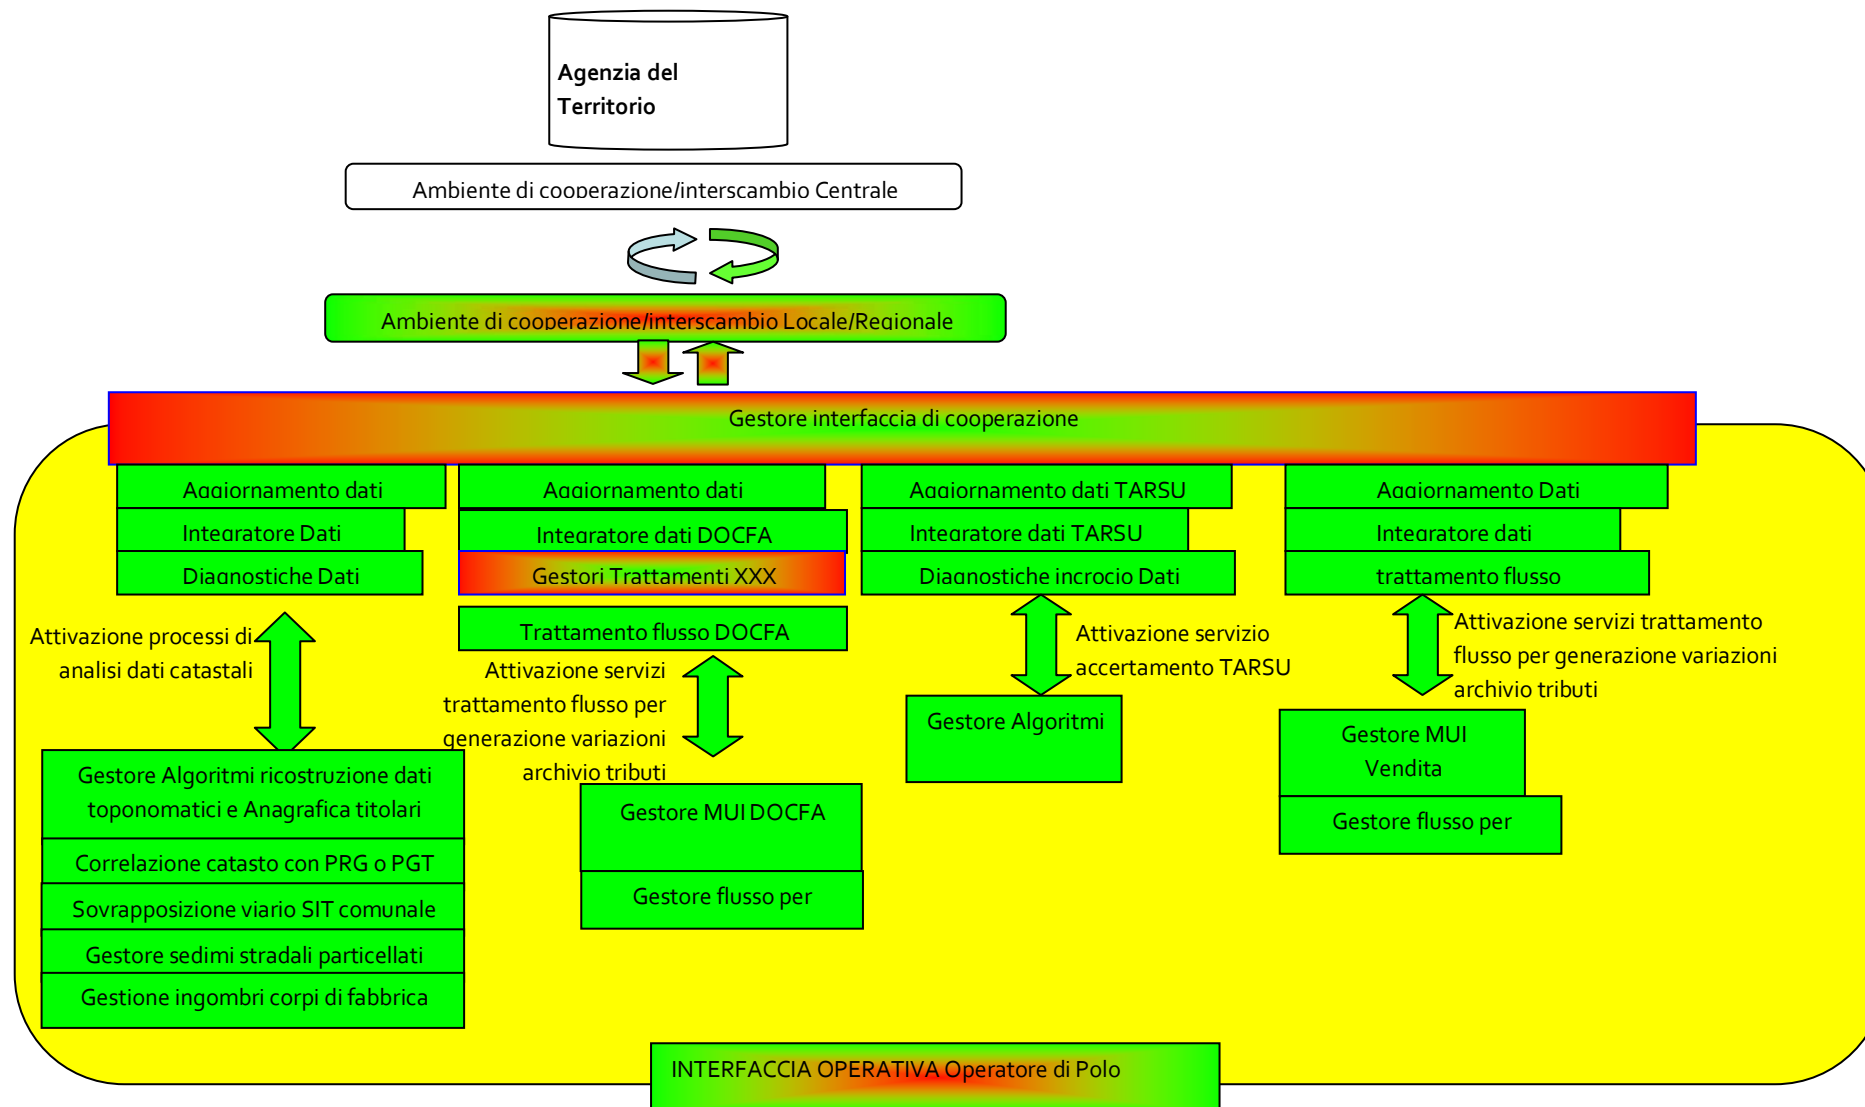 Agenzia del
Territorio
Ambiente di cooperazione/interscambio Centrale
Ambiente di cooperazione/interscambio Locale/Regionale
Gestore interfaccia di cooperazione
Aggiornamento dati
Integratore Dati
Diagnostiche Dati
Aggiornamento dati
Integratore dati DOCFA
Gestori Trattamenti XXX
Trattamento flusso DOCFA
Aggiornamento dati TARSU
Integratore dati TARSU
Diagnostiche incrocio Dati
Aggiornamento Dati
Integratore dati
trattamento flusso
Attivazione processi di
analisi dati catastali
Attivazione servizi
trattamento flusso per
generazione variazioni
archivio tributi
Attivazione servizio
accertamento TARSU
Attivazione servizi trattamento
flusso per generazione variazioni
archivio tributi
Gestore Algoritmi ricostruzione dati
toponomatici e Anagrafica titolari
Correlazione catasto con PRG o PGT
Sovrapposizione viario SIT comunale
Gestore sedimi stradali particellati
Gestione ingombri corpi di fabbrica
Gestore MUI DOCFA
Gestore flusso per
Gestore Algoritmi
Gestore MUI
Vendita
Gestore flusso per
INTERFACCIA OPERATIVA Operatore di Polo